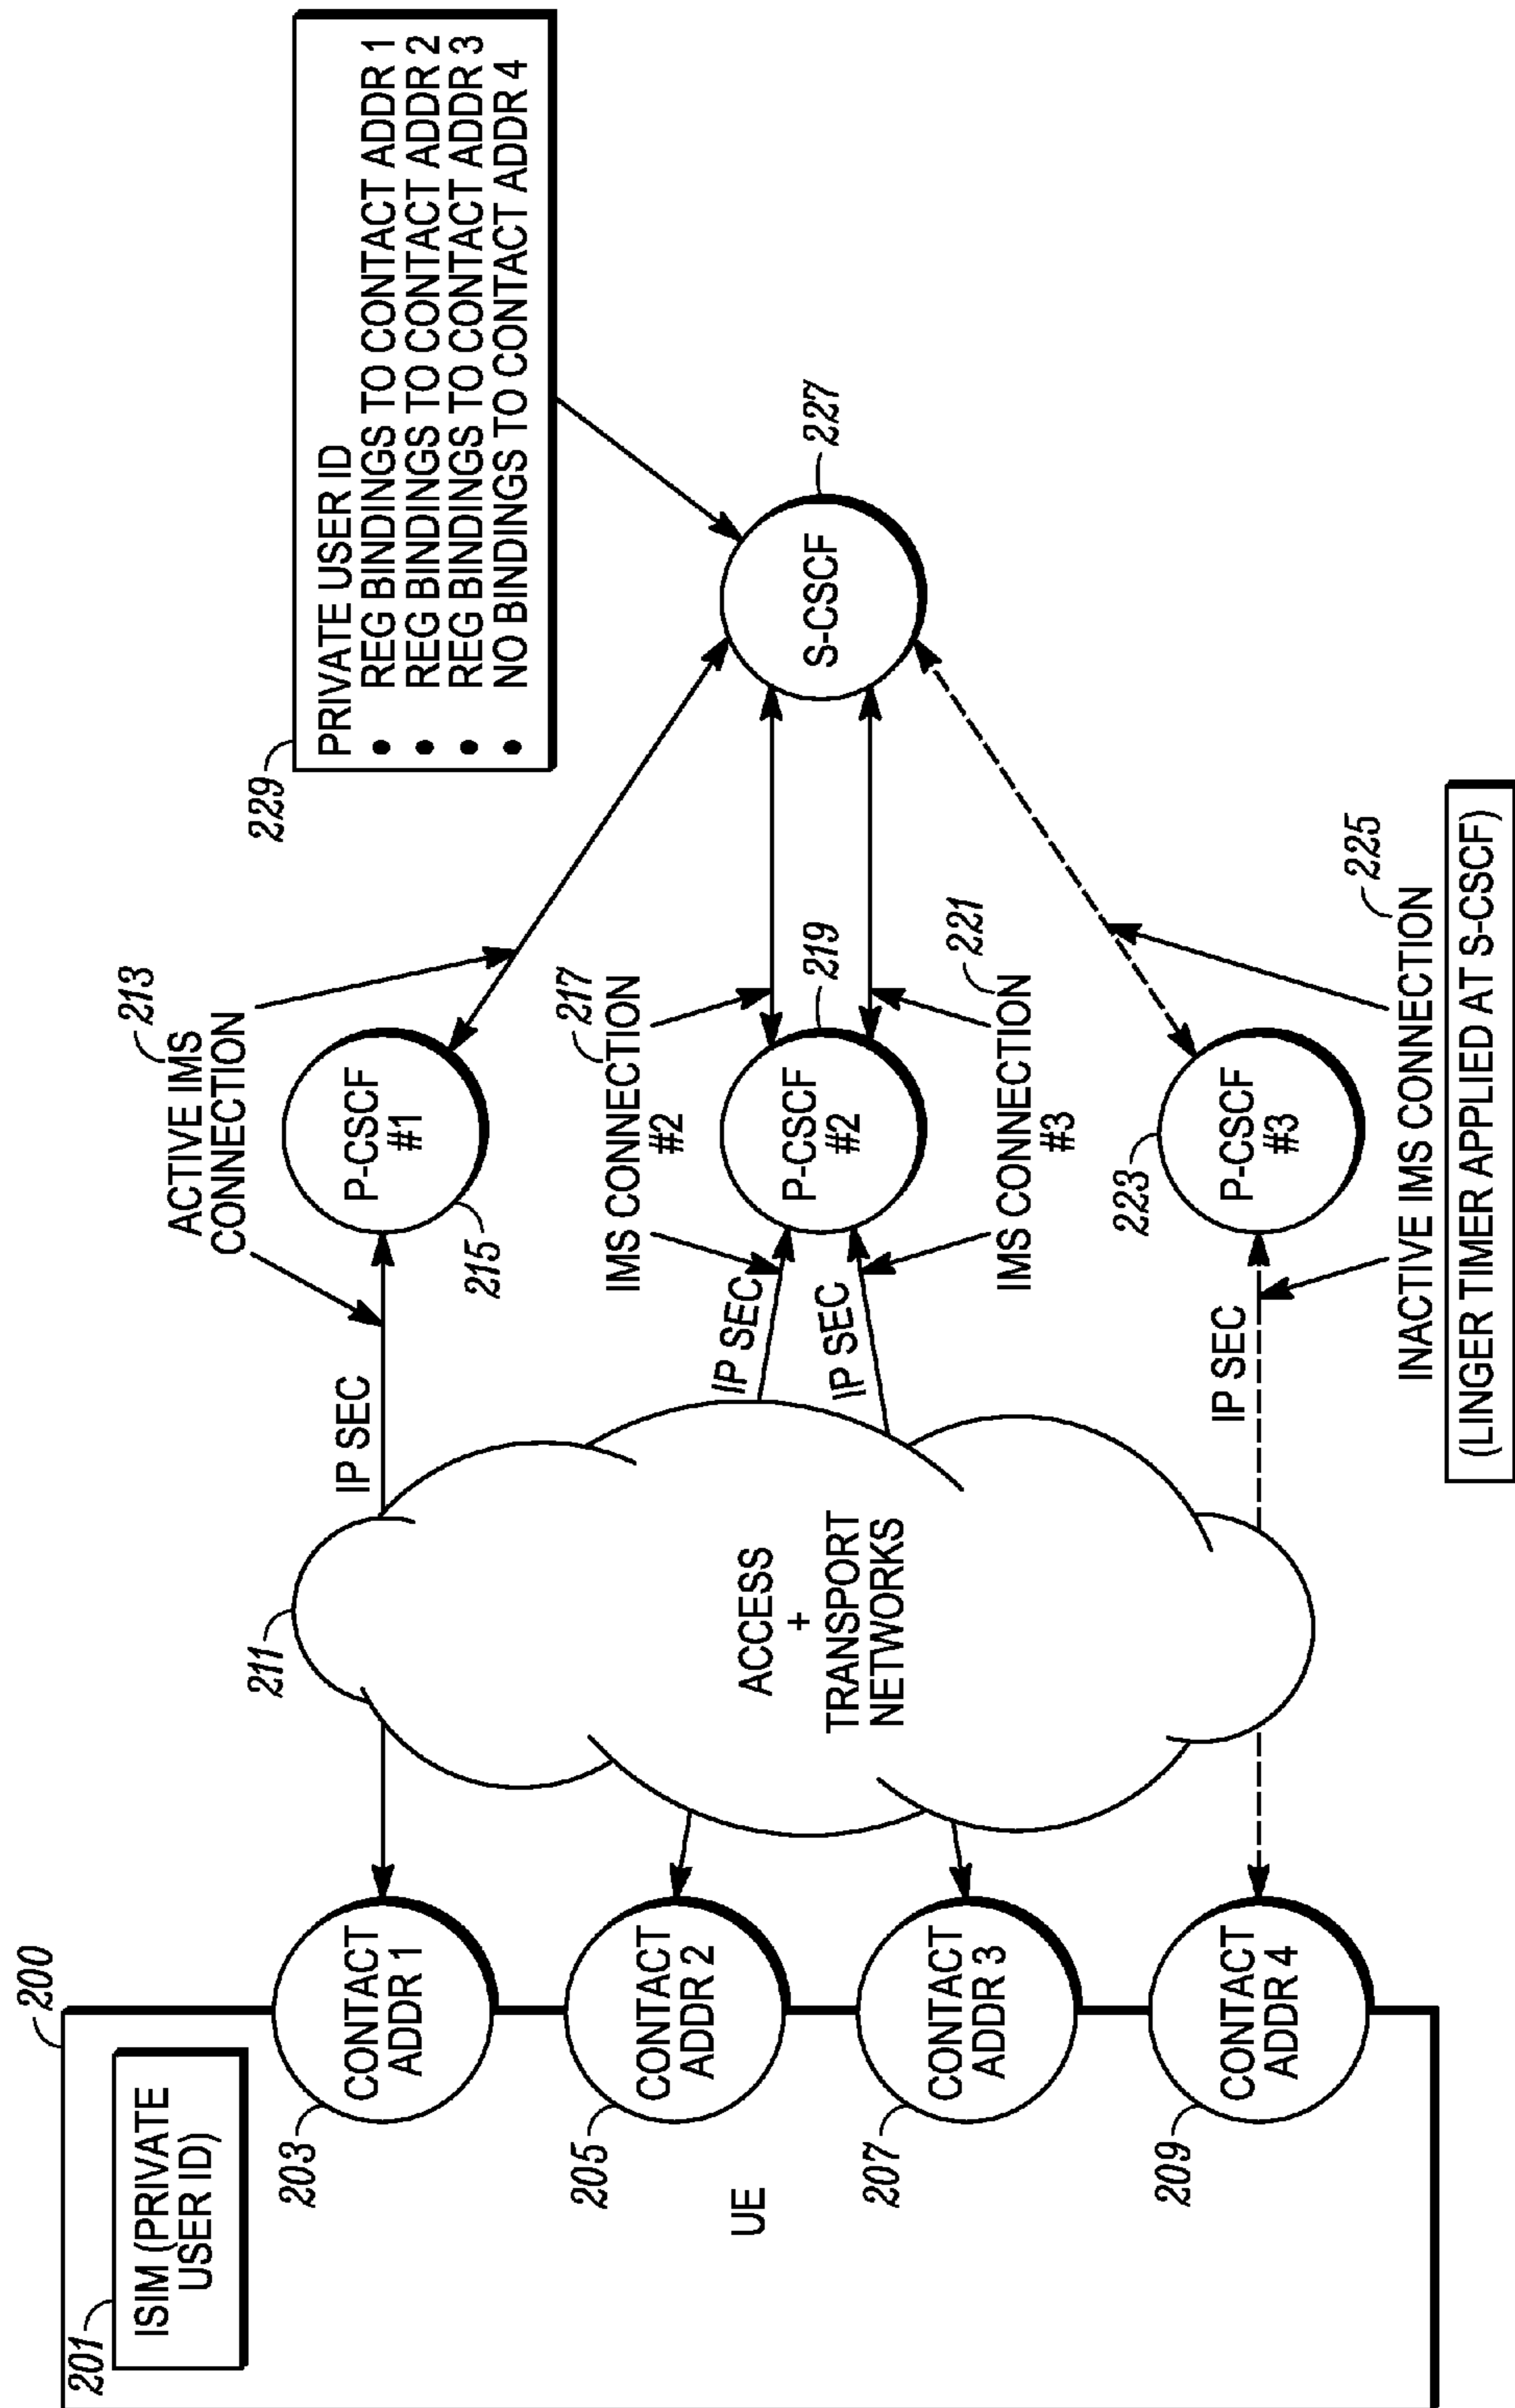 200
201
ISIM (PRIVATE
USER ID)
203
CONTACT
ADDR 1
205
CONTACT
ADDR 2
UE
207
CONTACT
ADDR 3
209
CONTACT
ADDR 4
211
ACCESS
+
TRANSPORT
NETWORKS
IP SEC
IP SEC
IP SEC
IP SEC
213
ACTIVE IMS
CONNECTION
P-CSCF
#1
215
217
IMS CONNECTION
#2
P-CSCF
#2
219
221
IMS CONNECTION
#3
223
P-CSCF
#3
225
INACTIVE IMS CONNECTION
(LINGER TIMER APPLIED AT S-CSCF)
S-CSCF
227
229
PRIVATE USER ID
• REG BINDINGS TO CONTACT ADDR 1
• REG BINDINGS TO CONTACT ADDR 2
• REG BINDINGS TO CONTACT ADDR 3
• NO BINDINGS TO CONTACT ADDR 4